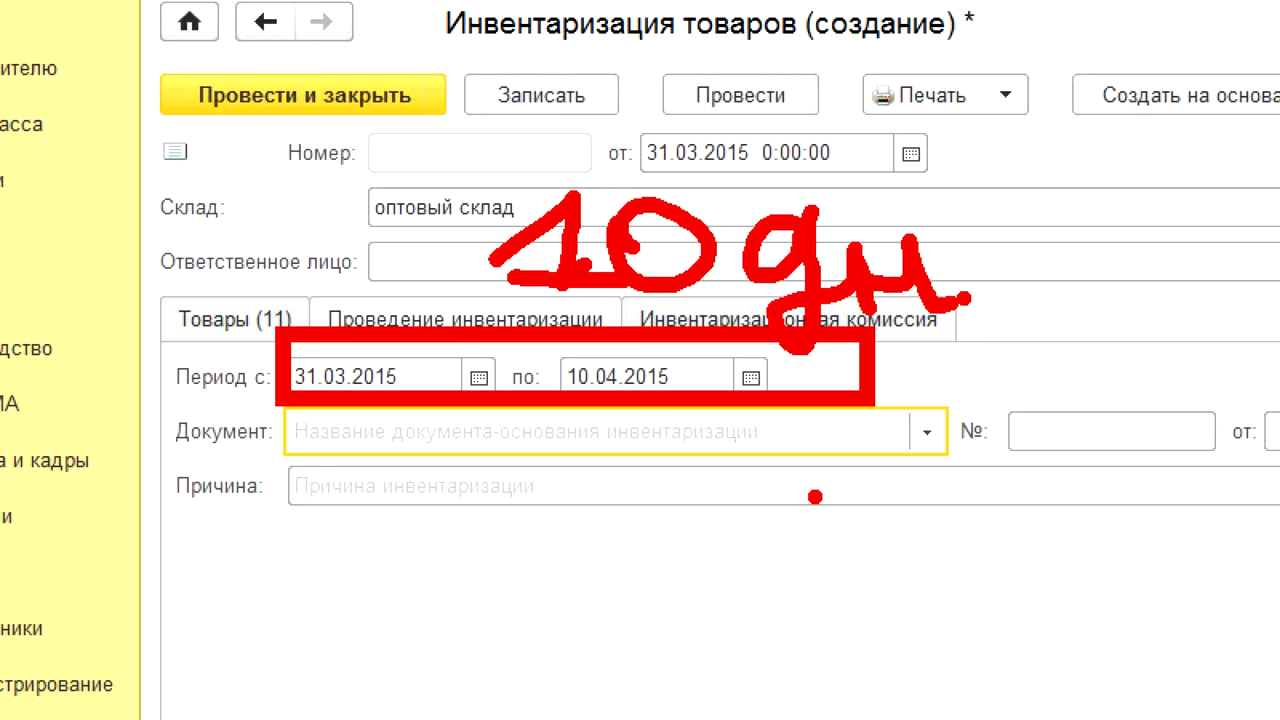 Инвентаризация товаров (создание) *
ителю
Провести и закрыть Записать Провести Печать Создать на основа
асса
Номер: от: 31.03.2015 0:00:00
и
Склад: оптовый склад
10 дн.
Ответственное лицо:
Товары (11) Проведение инвентаризации Инвентаризационная комиссия
дство
Период с: 31.03.2015 по: 10.04.2015
ИА
Документ: Название документа-основания инвентаризации №: от:
а и кадры
Причина: Причина инвентаризации
и
ники
стрирование